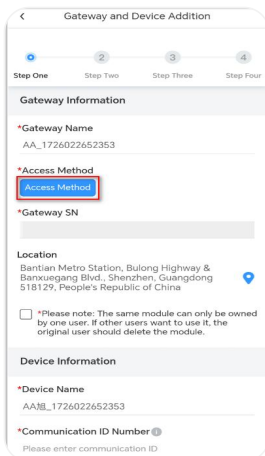 Gateway and Device Addition
2
3
4
Step One
Step Two
Step Three
Step Four
Gateway Information
*Gateway Name
AA_1726022652353
*Access Method
Access Method
*Gateway SN
Location
Bantian Metro Station, Bulong Highway &
Banxuegang Blvd., Shenzhen, Guangdong
518129, People's Republic of China
*Please note: The same module can only be owned
by one user. If other users want to use it, the
original user should delete the module.
Device Information
*Device Name
AA旭_1726022652353
*Communication ID Number
Please enter communication ID